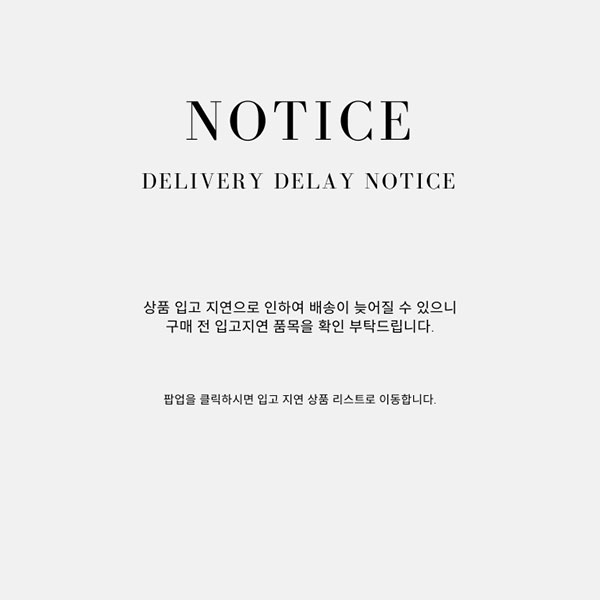 NOTICE
DELIVERY DELAY NOTICE
상품 입고 지연으로 인하여 배송이 늦어질 수 있으니
구매 전 입고지연 품목을 확인 부탁드립니다.
팝업을 클릭하시면 입고 지연 상품 리스트로 이동합니다.